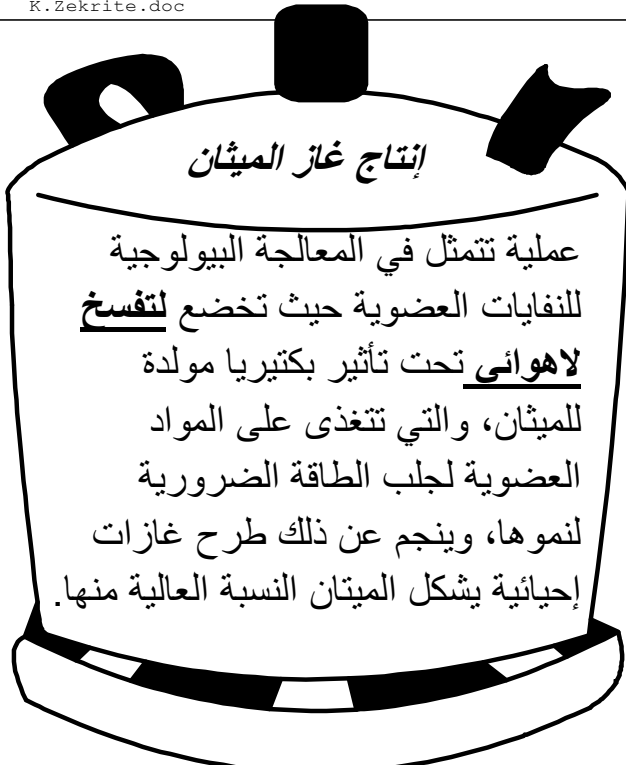 K.Zekrite.doc
إنتاج غاز الميثان
عملية تتمثل في المعالجة البيولوجية
للنفايات العضوية حيث تخضع لتفسخ
لاهوائي تحت تأثير بكتيريا مولدة
للميثان، والتي تتغذى على المواد
العضوية لجلب الطاقة الضرورية
لنموها، وينجم عن ذلك طرح غازات
إحيائية يشكل الميتان النسبة العالية منها.